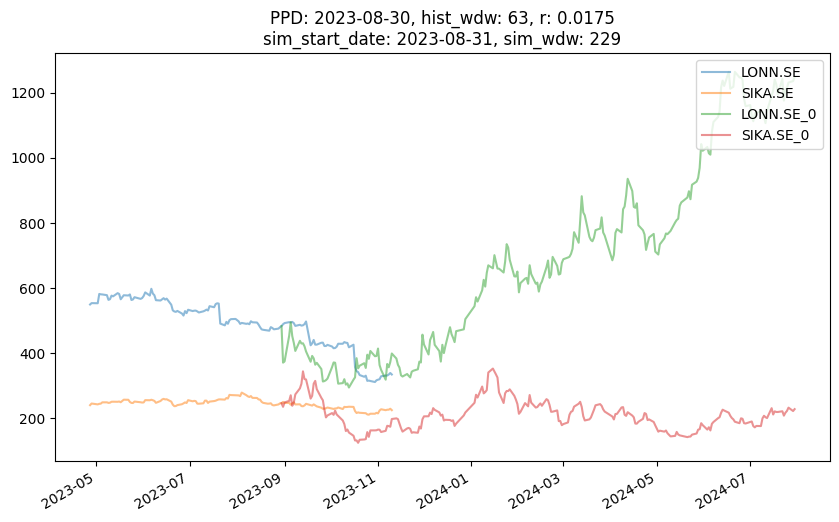 PPD: 2023-08-30, hist_wdw: 63, r: 0.0175
sim_start_date: 2023-08-31, sim_wdw: 229
LONN.SE
SIKA.SE
LONN.SE_0
SIKA.SE_0
1200
1000
800
600
400
200
2023-05
2023-07
2023-09
2023-11
2024-01
2024-03
2024-05
2024-07